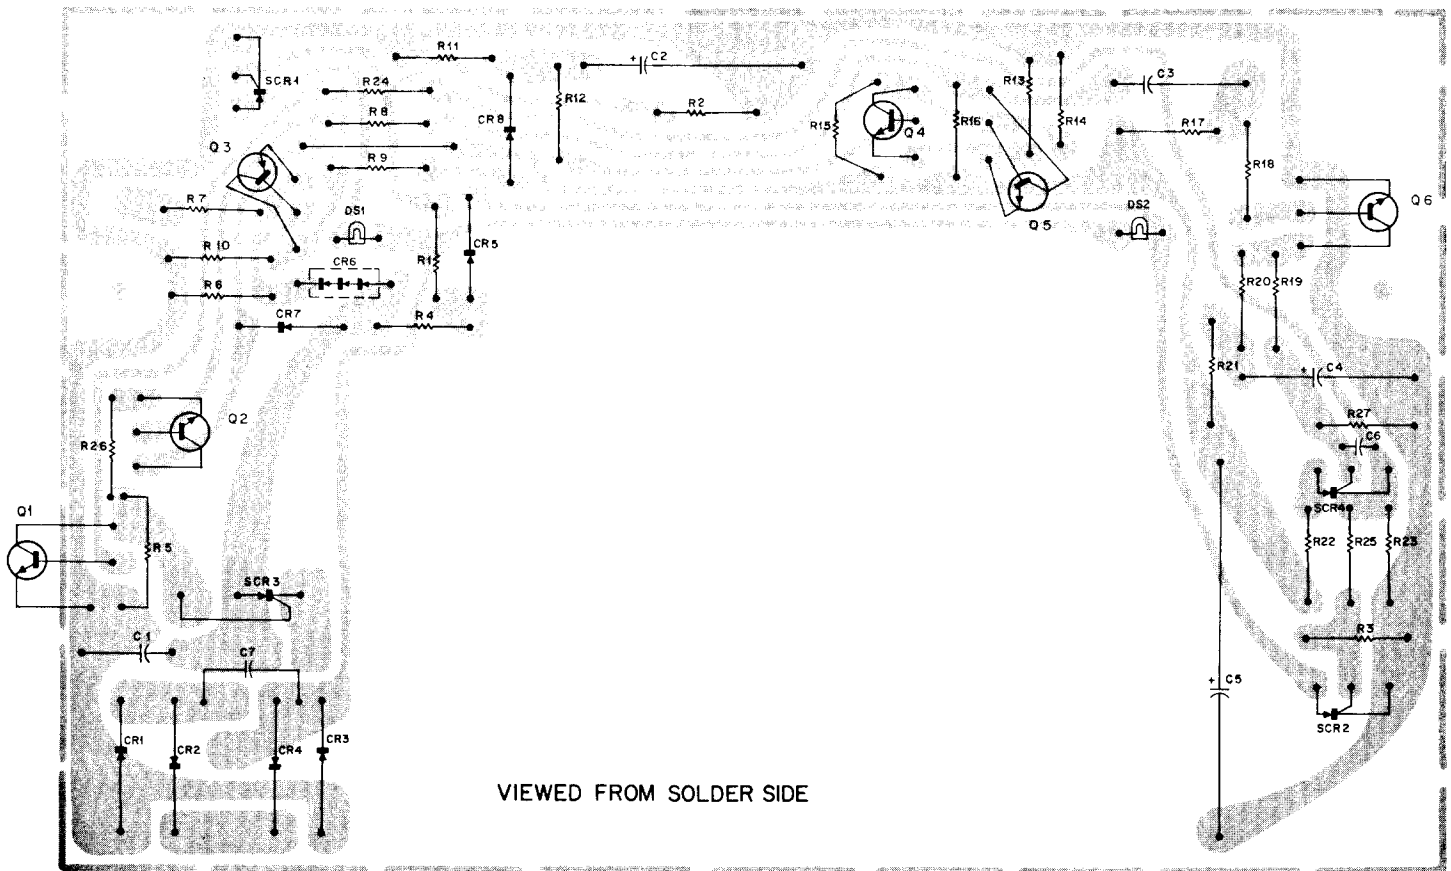 R11
C2
SCR1
R24
R12
R13
C3
R2
R8
CR8
R15
Q4
R16
R14
R17
Q3
R9
R18
R7
DS1
Q5
DS2
Q6
R10
R1
CR5
CR6
R6
R20
R19
CR7
R4
R21
C4
R26
Q2
R27
C6
Q1
SCR4
R5
R22
R25
R23
SCR3
C1
C7
R3
C5
CR1
CR2
CR4
CR3
SCR2
VIEWED FROM SOLDER SIDE
+
+
+